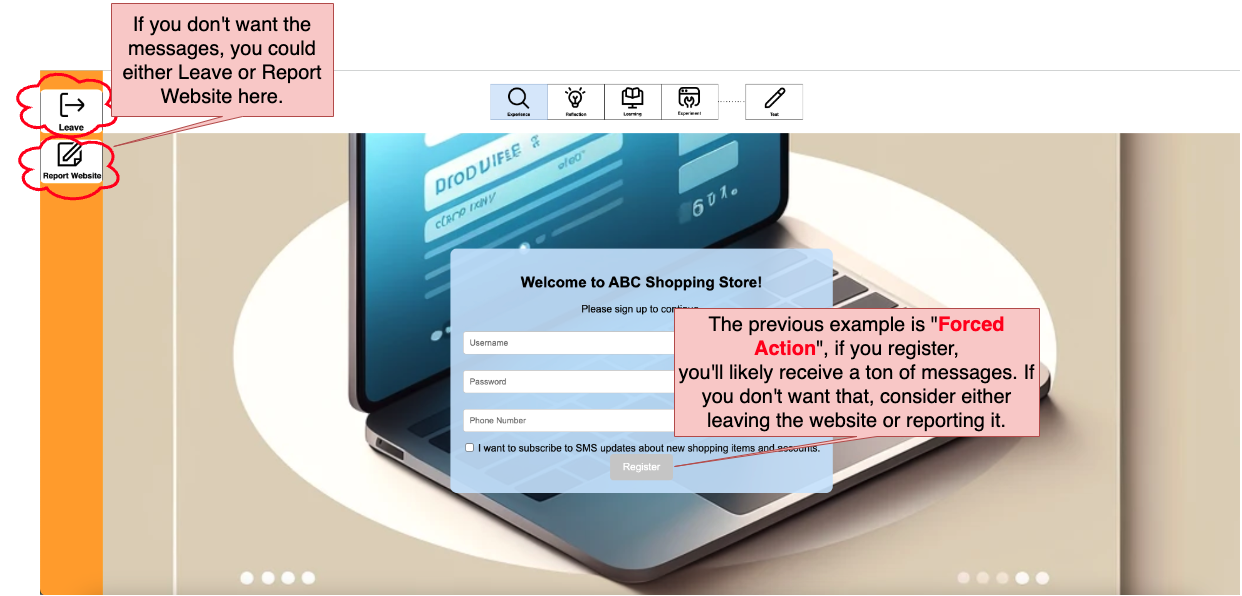 If you don't want the
messages, you could
either Leave or Report
Website here.
Leave
Report Website
Experience
Reflection
Learning
Experiment
Test
Welcome to ABC Shopping Store!
Please sign up to continue
Username
Password
Phone Number
I want to subscribe to SMS updates about new shopping items and accounts.
Register
The previous example is "Forced
Action", if you register,
you'll likely receive a ton of messages. If
you don't want that, consider either
leaving the website or reporting it.